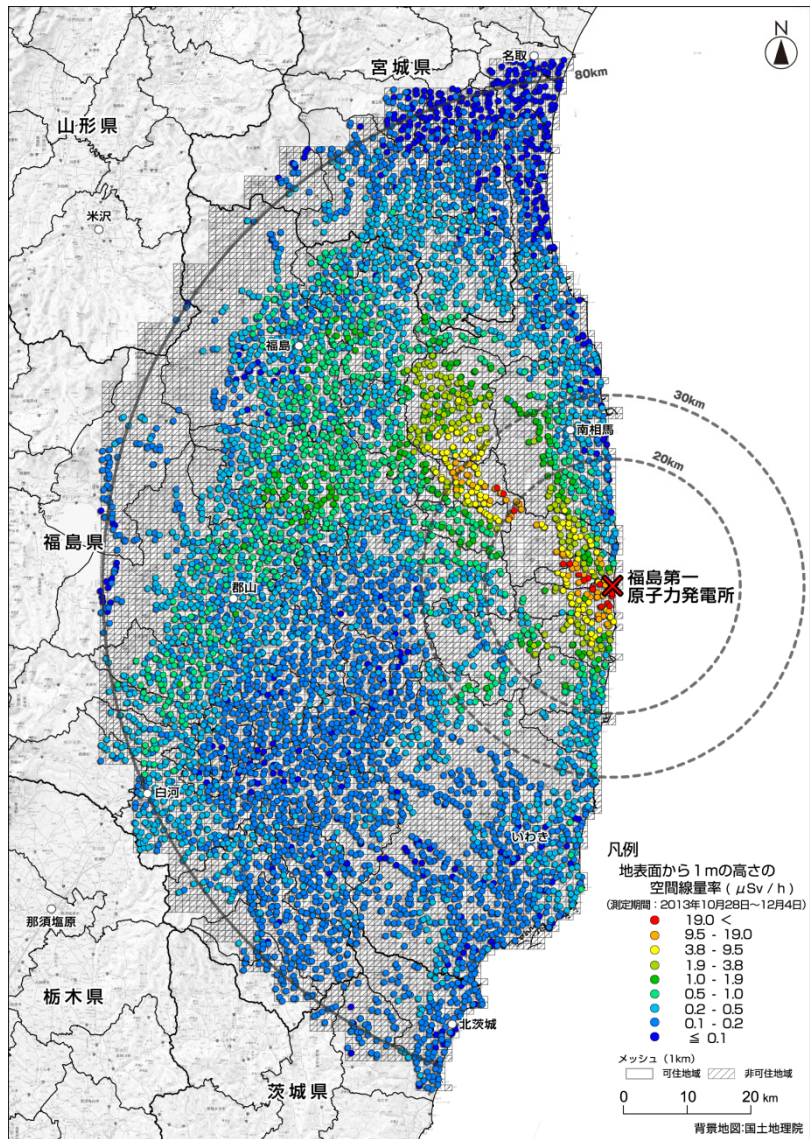 N
名取
宮城県
80km
山形県
米沢
福島
30km
南相馬
20km
福島県
福島第一
原子力発電所
郡山
白河
いわき
那須塩原
栃木県
北茨城
茨城県
凡例
地表面から1mの高さの
空間線量率 ( μSv / h )
(測定期間:2013年10月28日~12月4日)
19.0 <
9.5 - 19.0
3.8 - 9.5
1.9 - 3.8
1.0 - 1.9
0.5 - 1.0
0.2 - 0.5
0.1 - 0.2
≦ 0.1
メッシュ (1km)
可住地域 非可住地域
0 10 20 km
背景地図:国土地理院